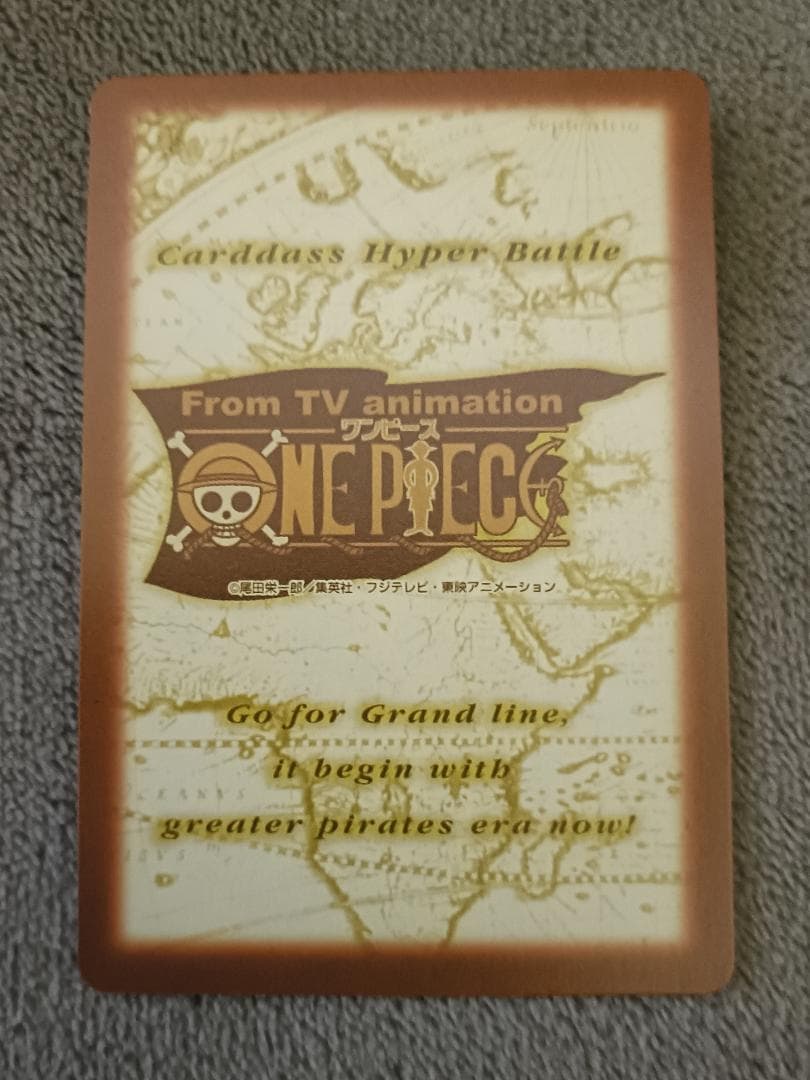 Septentrio
Carddass Hyper Battle
From TV animation
ワンピース
ONE PIECE
©尾田栄一郎/集英社・フジテレビ・東映アニメーション
Go for Grand line,
it begin with
OCEANVS
greater pirates era now!